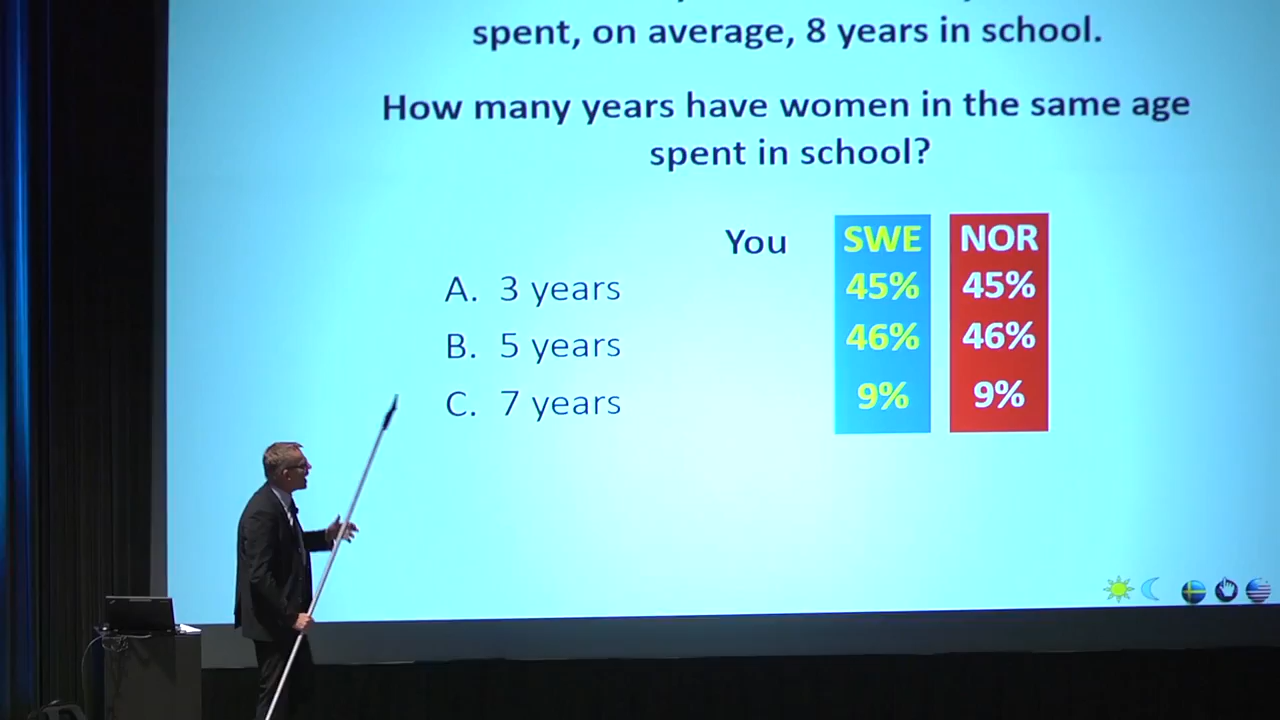 spent, on average, 8 years in school.
How many years have women in the same age
spent in school?
You SWE NOR
A. 3 years 45% 45%
B. 5 years 46% 46%
C. 7 years 9% 9%